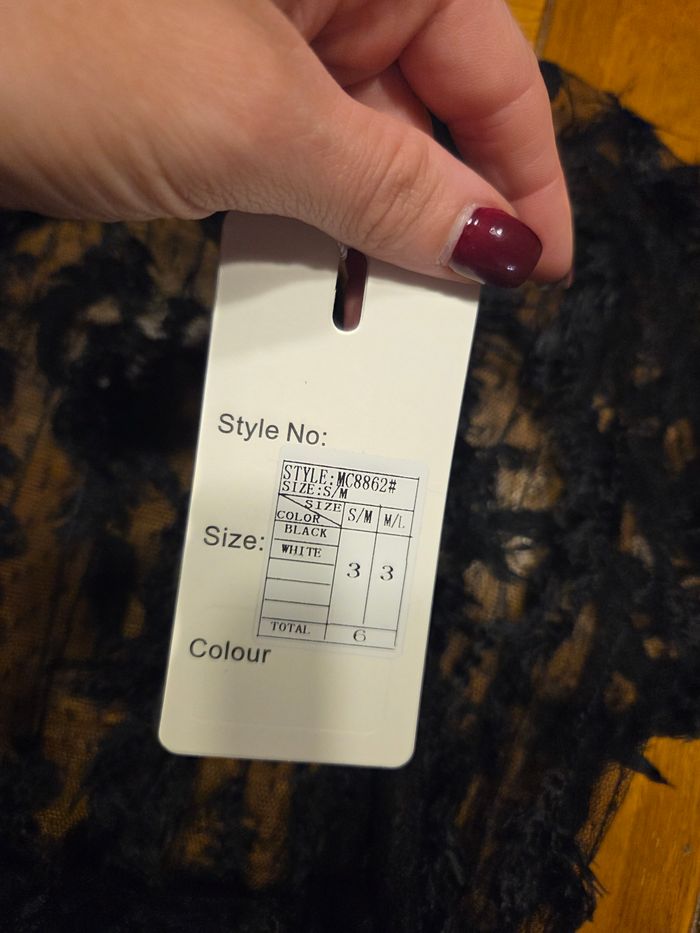 Style No:
STYLE:MC8862#
SIZE:S/M
SIZE
COLOR
S/M
M/L
Size:
BLACK
WHITE
3
3
TOTAL
6
Colour